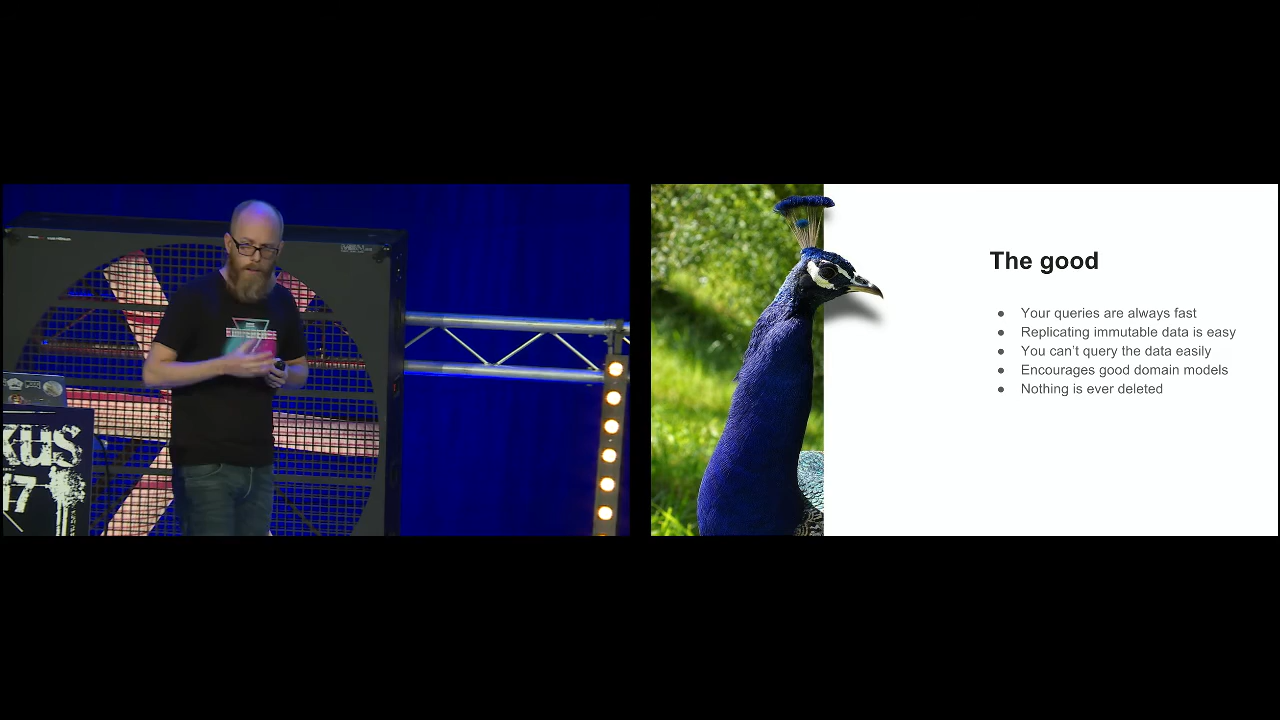 kus
17
The good
● Your queries are always fast
● Replicating immutable data is easy
● You can't query the data easily
● Encourages good domain models
● Nothing is ever deleted